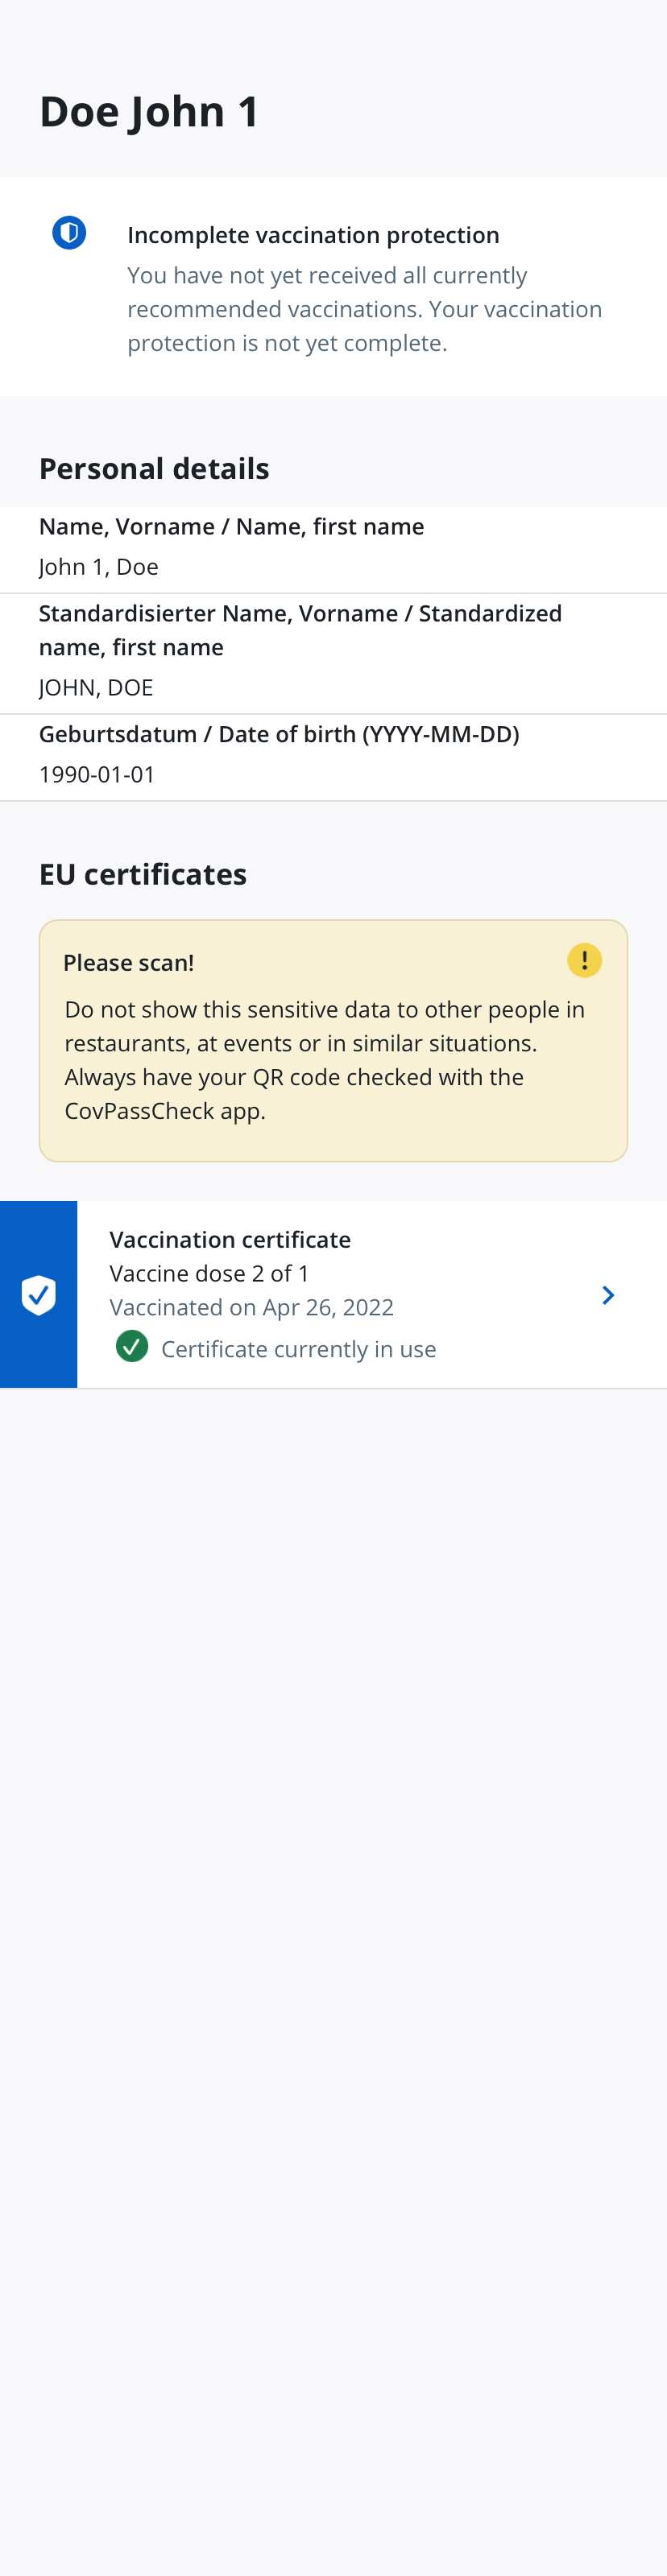 Doe John 1
Incomplete vaccination protection
You have not yet received all currently
recommended vaccinations. Your vaccination
protection is not yet complete.
Personal details
Name, Vorname / Name, first name
John 1, Doe
Standardisierter Name, Vorname / Standardized
name, first name
JOHN, DOE
Geburtsdatum / Date of birth (YYYY-MM-DD)
1990-01-01
EU certificates
Please scan!
Do not show this sensitive data to other people in
restaurants, at events or in similar situations.
Always have your QR code checked with the
CovPassCheck app.
Vaccination certificate
Vaccine dose 2 of 1
Vaccinated on Apr 26, 2022
Certificate currently in use